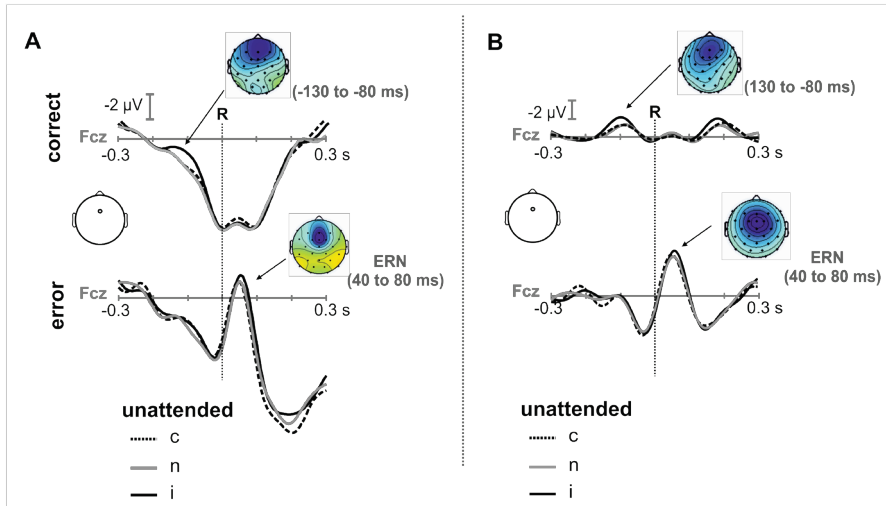 A
(-130 to -80 ms)
-2 µV
R
correct
Fcz
-0.3
0.3 s
ERN
(40 to 80 ms)
error
Fcz
-0.3
0.3 s
unattended
c
n
i
B
(130 to -80 ms)
-2 µV
R
Fcz
-0.3
0.3 s
ERN
(40 to 80 ms)
Fcz
-0.3
0.3 s
unattended
c
n
i